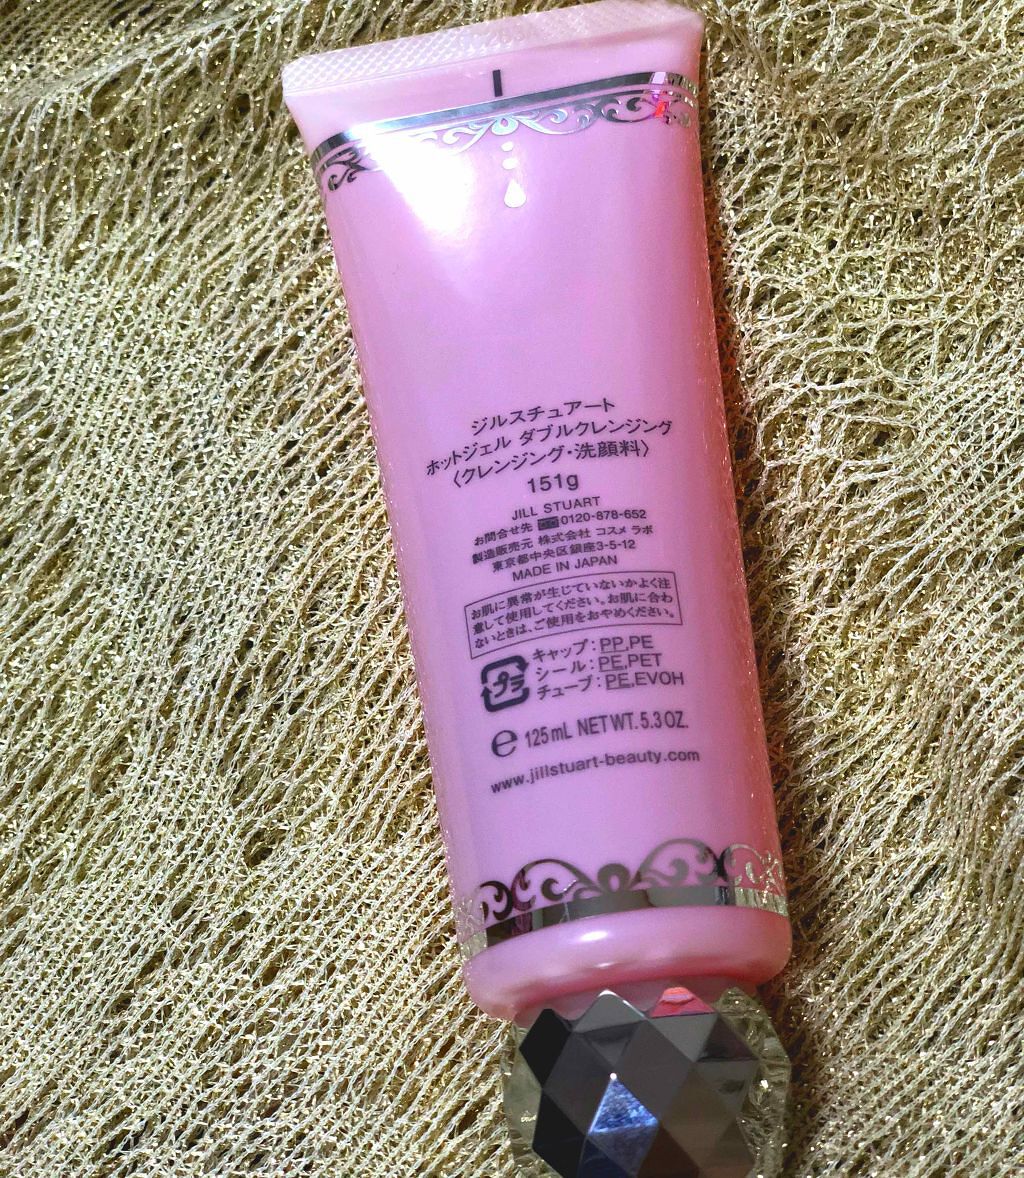 ジルスチュアート
ホットジェル ダブルクレンジング
〈クレンジング・洗顔料〉
151g
JILL STUART
お問合せ先 0120-878-652
製造販売元 株式会社 コスメ ラボ
東京都中央区銀座3-5-12
MADE IN JAPAN
お肌に異常が生じていないかよく注
意して使用してください。お肌に合わ
ないときは、ご使用をおやめください。
プラ
キャップ：PP,PE
シール：PE,PET
チューブ：PE,EVOH
℮ 125mL NET WT. 5.3 OZ.
www.jillstuart-beauty.com